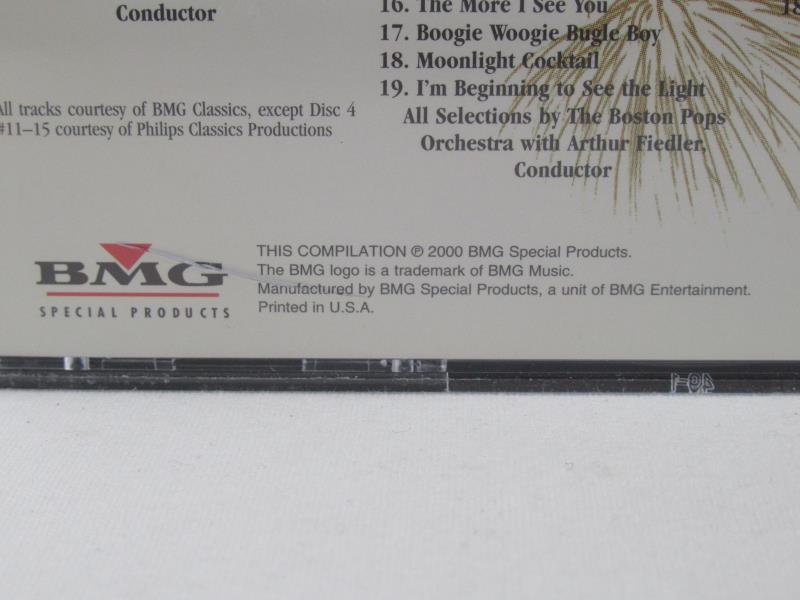 Conductor
All tracks courtesy of BMG Classics, except Disc 4
#11–15 courtesy of Philips Classics Productions
16. The More I See You
17. Boogie Woogie Bugle Boy
18. Moonlight Cocktail
19. I'm Beginning to See the Light
All Selections by The Boston Pops
Orchestra with Arthur Fiedler,
Conductor
18
BMG
SPECIAL PRODUCTS
THIS COMPILATION ℗ 2000 BMG Special Products.
The BMG logo is a trademark of BMG Music.
Manufactured by BMG Special Products, a unit of BMG Entertainment.
Printed in U.S.A.